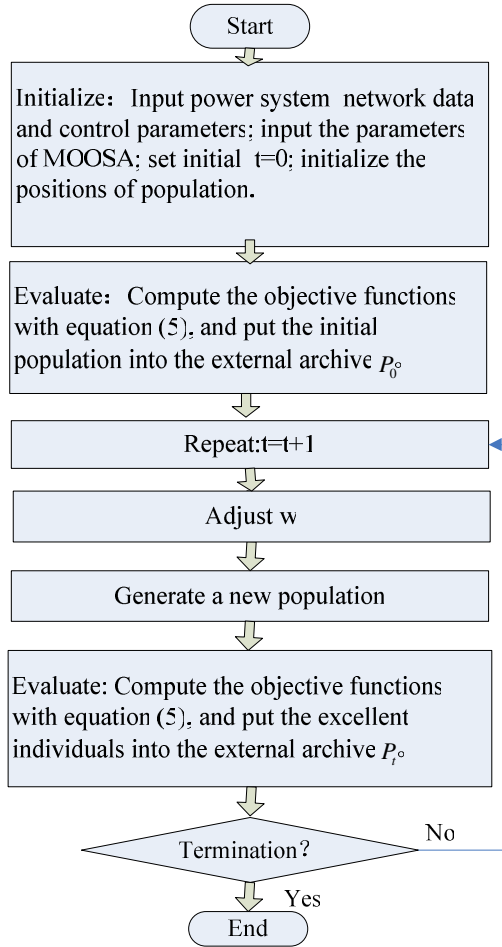 Start
Initialize：Input power system network data
and control parameters; input the parameters
of MOOSA; set initial t=0; initialize the
positions of population.
Evaluate：Compute the objective functions
with equation (5), and put the initial
population into the external archive P₀。
Repeat:t=t+1
Adjust w
Generate a new population
Evaluate: Compute the objective functions
with equation (5), and put the excellent
individuals into the external archive Pₜ。
Termination？
No
Yes
End